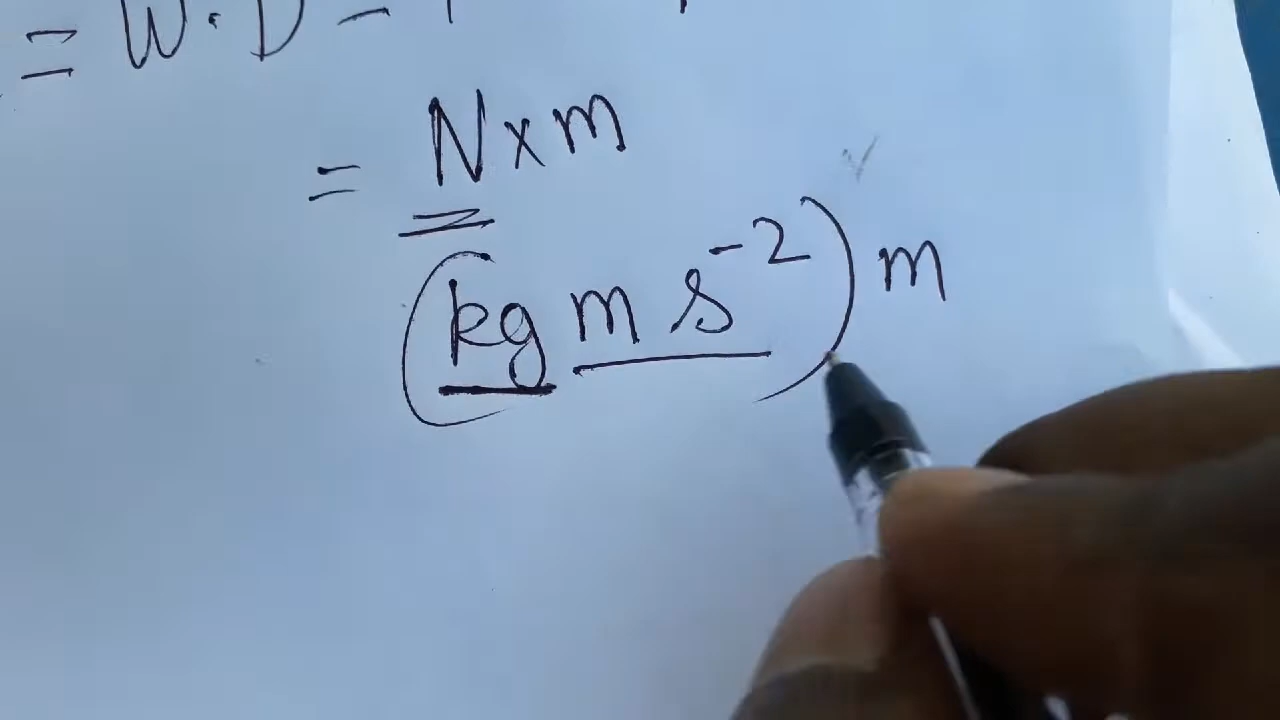 = W.D =
= N x m
(kg m s⁻²) m